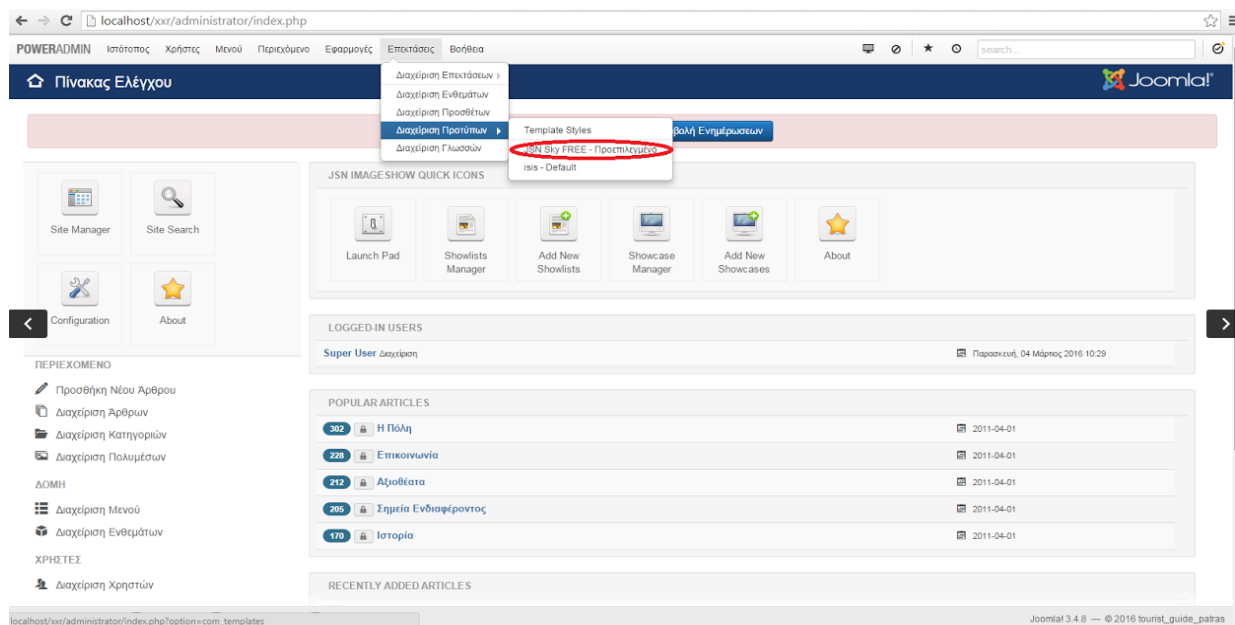 localhost/xxr/administrator/index.php
POWERADMIN Ιστότοπος Χρήστες Μενού Περιεχόμενο Εφαρμογές Επεκτάσεις Βοήθεια search...
Πίνακας Ελέγχου Joomla!
Διαχείριση Επεκτάσεων
Διαχείριση Ενθεμάτων
Διαχείριση Προσθέτων
Διαχείριση Προτύπων Template Styles βολή Ενημέρωσεων
Διαχείριση Γλωσσών JSN Sky FREE - Προεπιλεγμένο
isis - Default
JSN IMAGESHOW QUICK ICONS
Site Manager Site Search
Launch Pad Showlists Manager Add New Showlists Showcase Manager Add New Showcases About
Configuration About
LOGGED-IN USERS
Super User Διαχείριση Παρασκευή, 04 Μάρτιος 2016 10:29
ΠΕΡΙΕΧΟΜΕΝΟ
Προσθήκη Νέου Άρθρου
Διαχείριση Άρθρων
Διαχείριση Κατηγοριών
Διαχείριση Πολυμέσων
ΔΟΜΗ
Διαχείριση Μενού
Διαχείριση Ενθεμάτων
ΧΡΗΣΤΕΣ
Διαχείριση Χρηστών
POPULAR ARTICLES
302 Η Πόλη 2011-04-01
228 Επικοινωνία 2011-04-01
212 Αξιοθέατα 2011-04-01
205 Σημεία Ενδιαφέροντος 2011-04-01
170 Ιστορία 2011-04-01
RECENTLY ADDED ARTICLES
localhost/xxr/administrator/index.php?option=com_templates
Joomla! 3.4.8 — © 2016 tourist_guide_patras